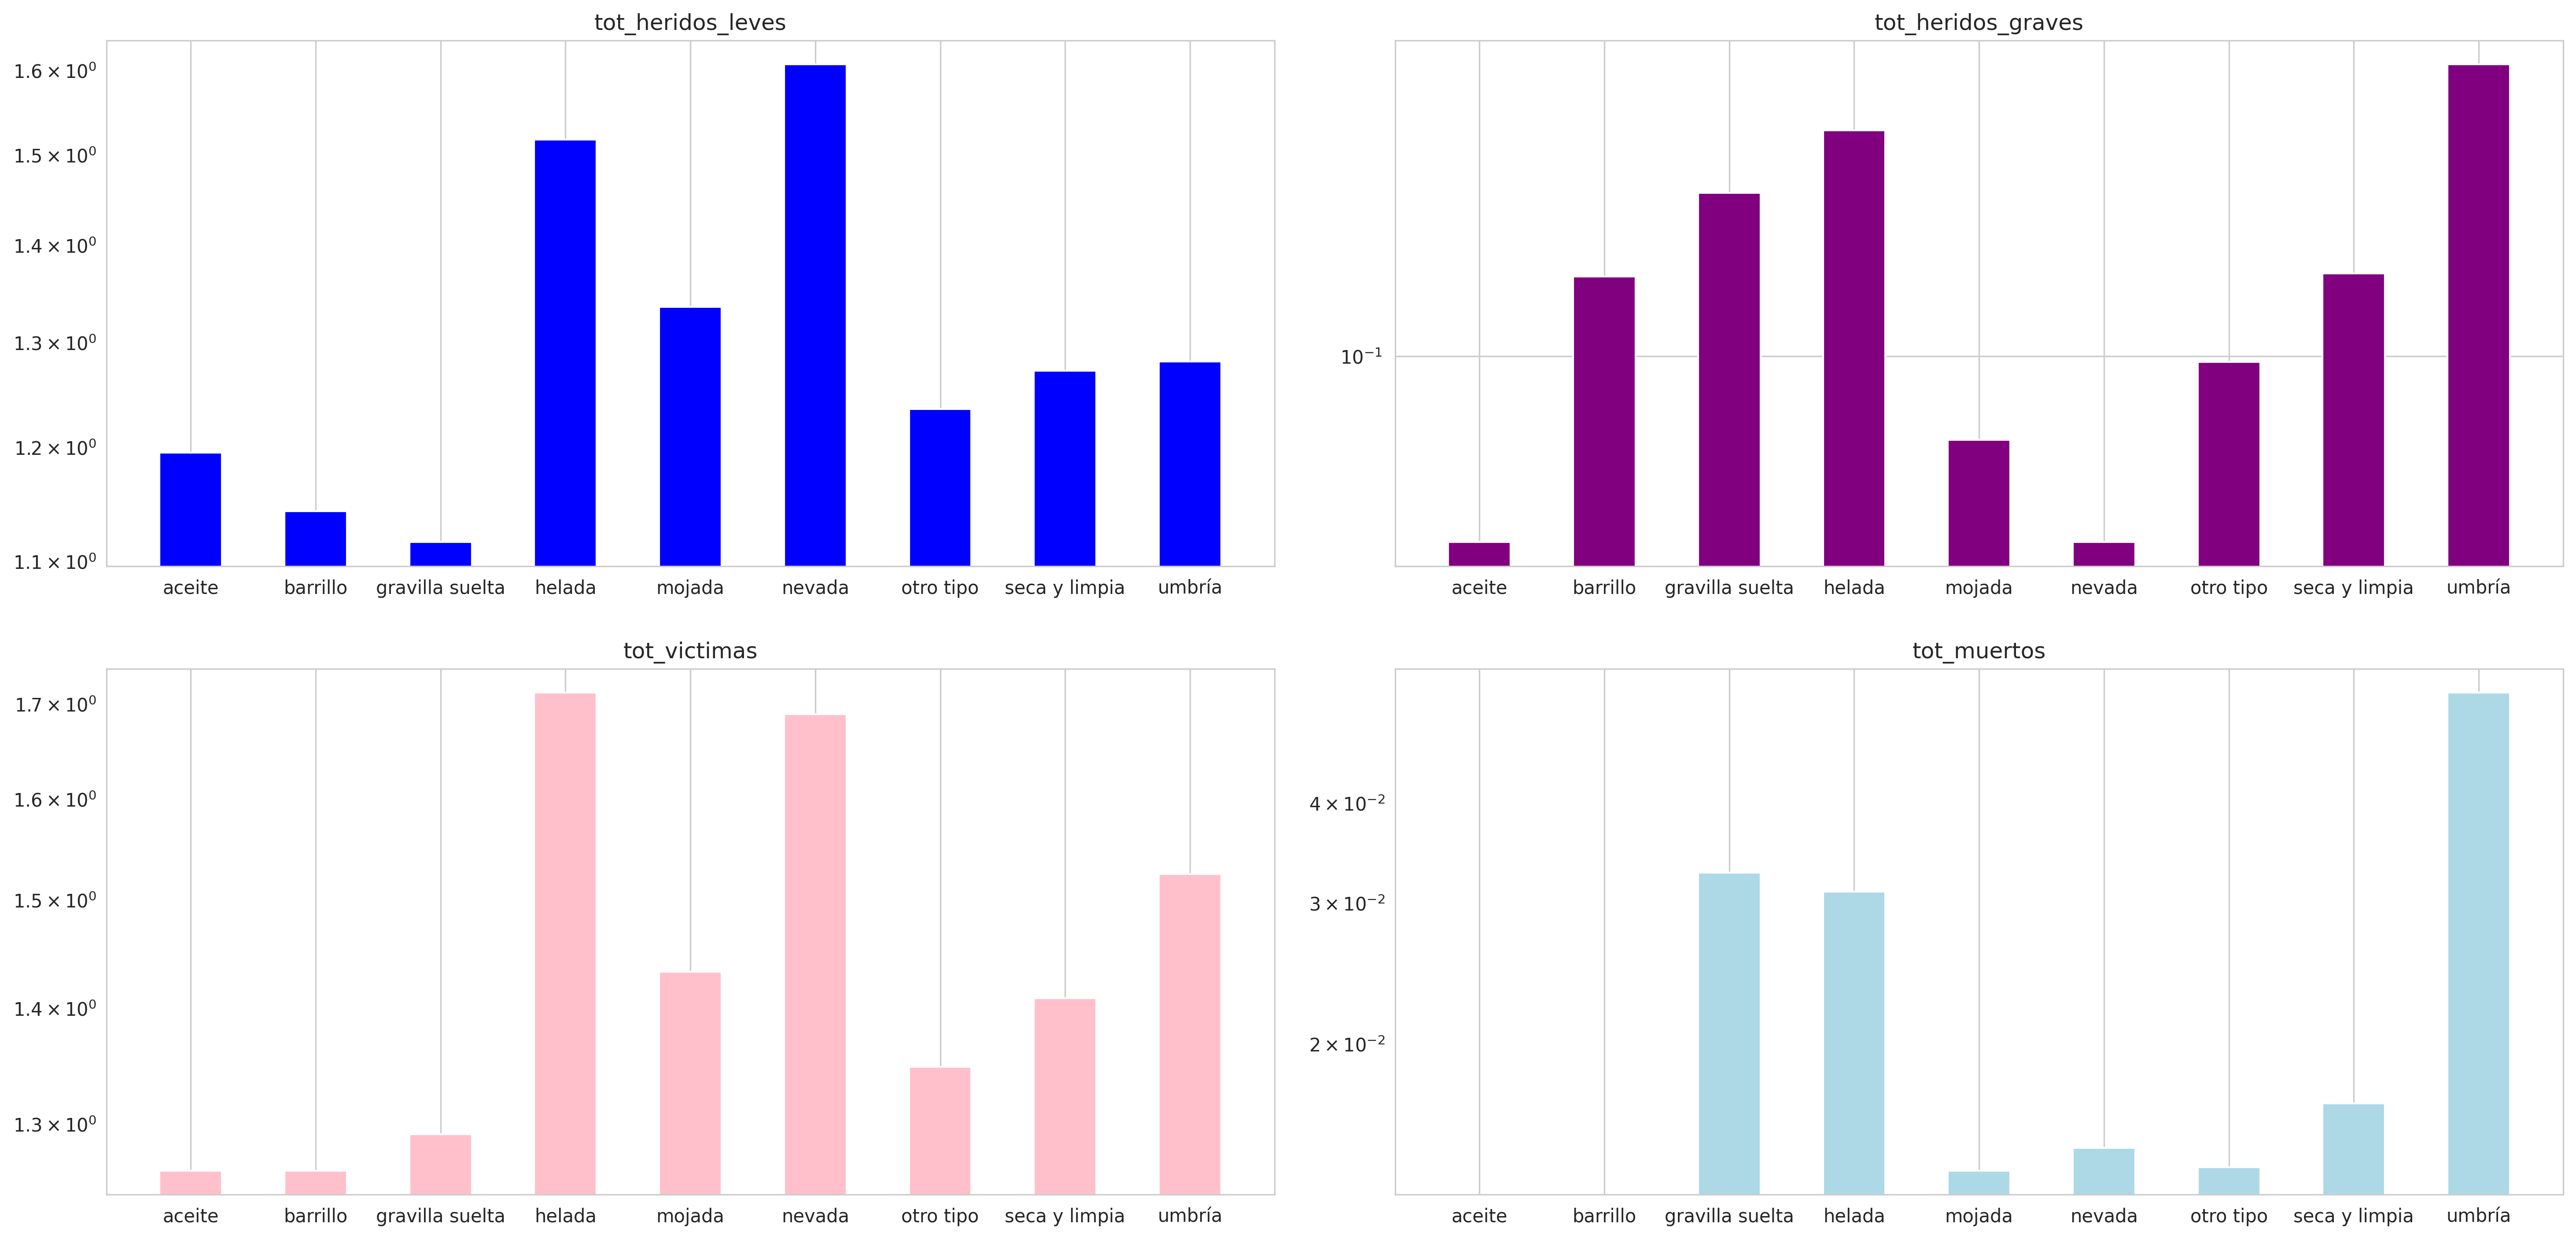 tot_heridos_leves
1.6 × 10⁰
1.5 × 10⁰
1.4 × 10⁰
1.3 × 10⁰
1.2 × 10⁰
1.1 × 10⁰
aceite barrillo gravilla suelta helada mojada nevada otro tipo seca y limpia umbría
tot_heridos_graves
10⁻¹
aceite barrillo gravilla suelta helada mojada nevada otro tipo seca y limpia umbría
tot_victimas
1.7 × 10⁰
1.6 × 10⁰
1.5 × 10⁰
1.4 × 10⁰
1.3 × 10⁰
aceite barrillo gravilla suelta helada mojada nevada otro tipo seca y limpia umbría
tot_muertos
4 × 10⁻²
3 × 10⁻²
2 × 10⁻²
aceite barrillo gravilla suelta helada mojada nevada otro tipo seca y limpia umbría